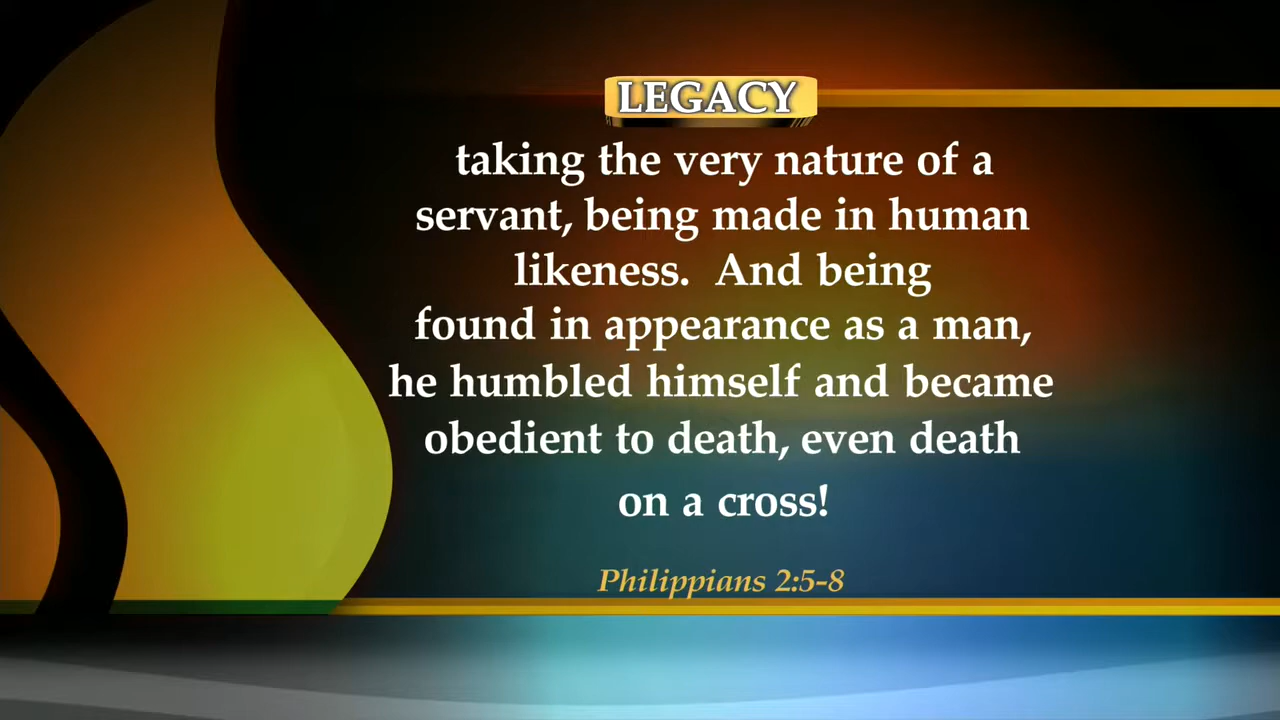 LEGACY
taking the very nature of a
servant, being made in human
likeness.  And being
found in appearance as a man,
he humbled himself and became
obedient to death, even death
on a cross!
Philippians 2:5-8